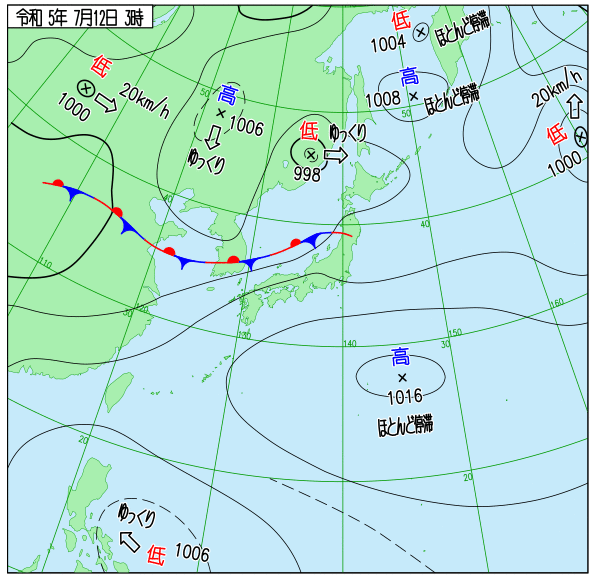 令和 5年 7月12日 3時
低
1004
ほとんど停滞
低
20km/h
1000
高
1006
ゆっくり
高
1008
ほとんど停滞
20km/h
低
1000
低
ゆっくり
998
50
50
40
40
110
30
120
130
140
30
150
160
高
1016
ほとんど停滞
20
20
ゆっくり
低
1006